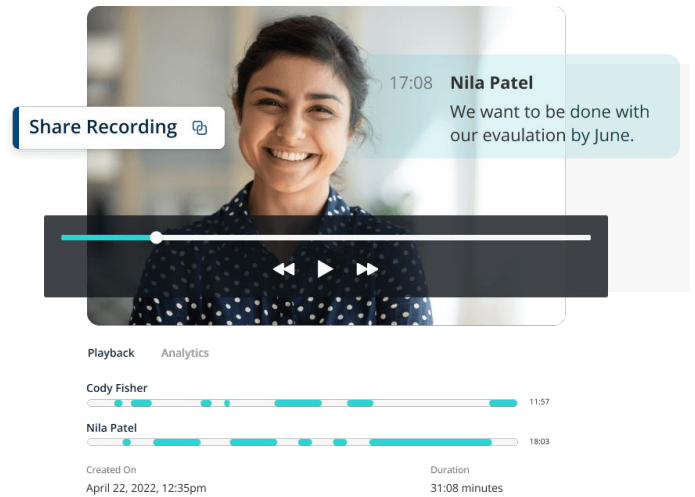 17:08 Nila Patel
We want to be done with
our evaulation by June.
Share Recording
Playback Analytics
Cody Fisher
11:57
Nila Patel
18:03
Created On Duration
April 22, 2022, 12:35pm 31:08 minutes